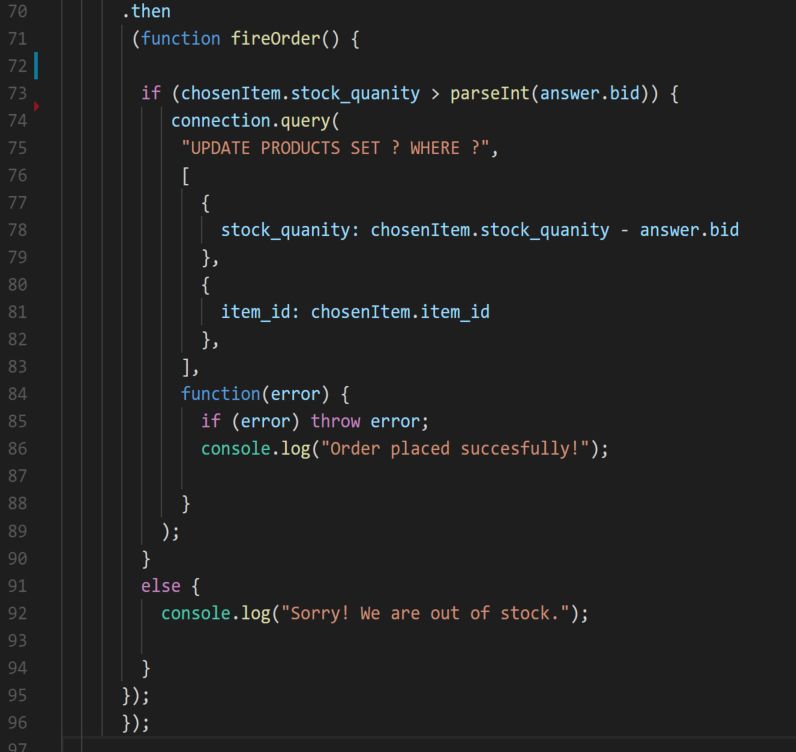 70 .then
71 (function fireOrder() {
72
73 if (chosenItem.stock_quanity > parseInt(answer.bid)) {
74 connection.query(
75 "UPDATE PRODUCTS SET ? WHERE ?",
76 [
77 {
78 stock_quanity: chosenItem.stock_quanity - answer.bid
79 },
80 {
81 item_id: chosenItem.item_id
82 },
83 ],
84 function(error) {
85 if (error) throw error;
86 console.log("Order placed succesfully!");
87
88 }
89 );
90 }
91 else {
92 console.log("Sorry! We are out of stock.");
93
94 }
95 });
96 });
97